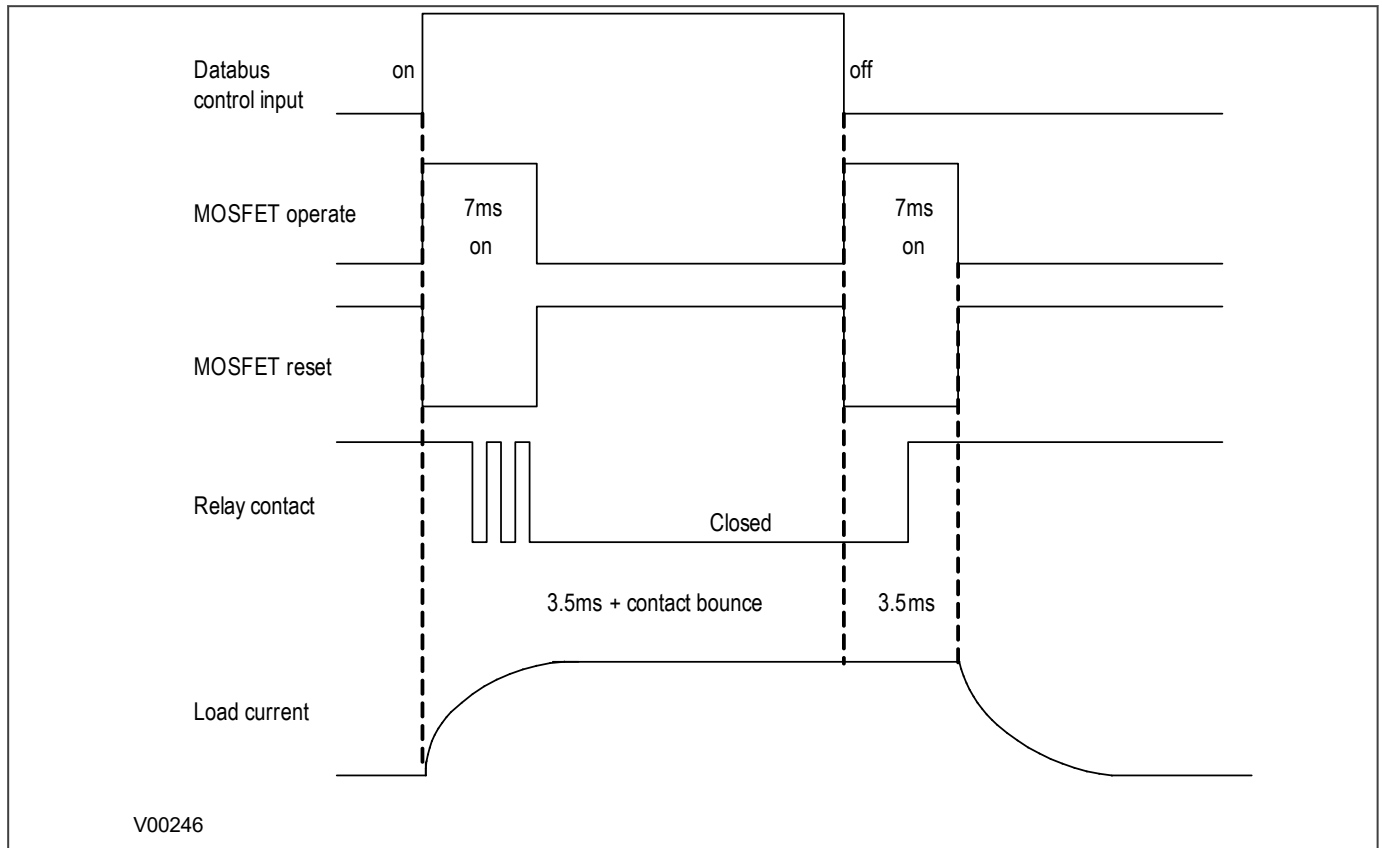 Databus
control input
on
off
MOSFET operate
7ms
on
7ms
on
MOSFET reset
Relay contact
Closed
3.5ms + contact bounce
3.5ms
Load current
V00246